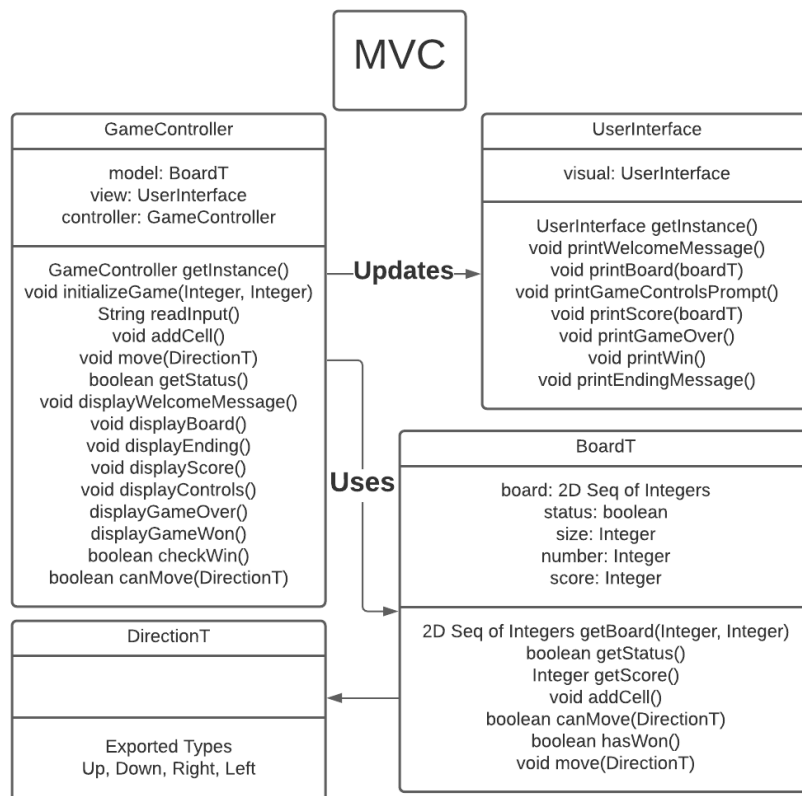 MVC
GameController
model: BoardT
view: UserInterface
controller: GameController
GameController getInstance()
void initializeGame(Integer, Integer)
String readInput()
void addCell()
void move(DirectionT)
boolean getStatus()
void displayWelcomeMessage()
void displayBoard()
void displayEnding()
void displayScore()
void displayControls()
displayGameOver()
displayGameWon()
boolean checkWin()
boolean canMove(DirectionT)
Updates
UserInterface
visual: UserInterface
UserInterface getInstance()
void printWelcomeMessage()
void printBoard(boardT)
void printGameControlsPrompt()
void printScore(boardT)
void printGameOver()
void printWin()
void printEndingMessage()
Uses
BoardT
board: 2D Seq of Integers
status: boolean
size: Integer
number: Integer
score: Integer
2D Seq of Integers getBoard(Integer, Integer)
boolean getStatus()
Integer getScore()
void addCell()
boolean canMove(DirectionT)
boolean hasWon()
void move(DirectionT)
DirectionT
Exported Types
Up, Down, Right, Left